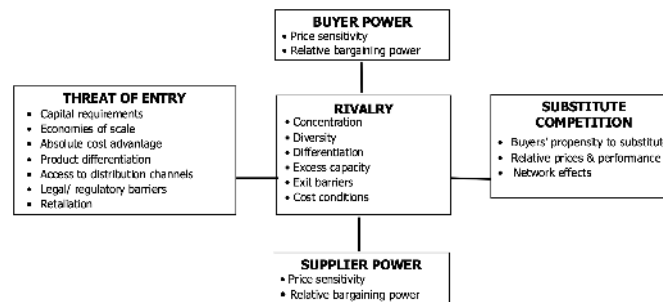 BUYER POWER
• Price sensitivity
• Relative bargaining power
THREAT OF ENTRY
• Capital requirements
• Economies of scale
• Absolute cost advantage
• Product differentiation
• Access to distribution channels
• Legal/ regulatory barriers
• Retaliation
RIVALRY
• Concentration
• Diversity
• Differentiation
• Excess capacity
• Exil barriers
• Cost conditions
SUBSTITUTE
COMPETITION
• Buyers' propensity to substitute
• Relative prices & performance
• Network effects
SUPPLIER POWER
• Price sensitivity
• Relative bargaining power